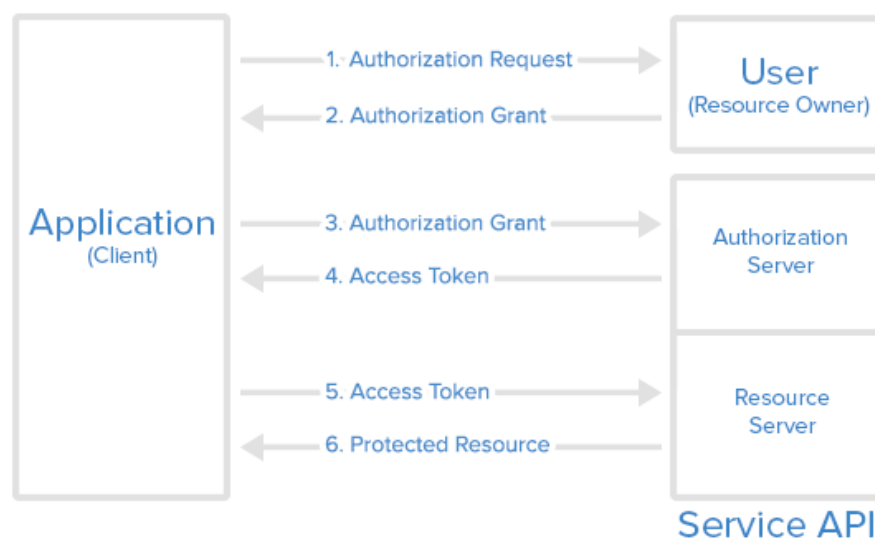 1. Authorization Request
User
(Resource Owner)
2. Authorization Grant
Application
(Client)
3. Authorization Grant
Authorization
Server
4. Access Token
5. Access Token
Resource
Server
6. Protected Resource
Service API